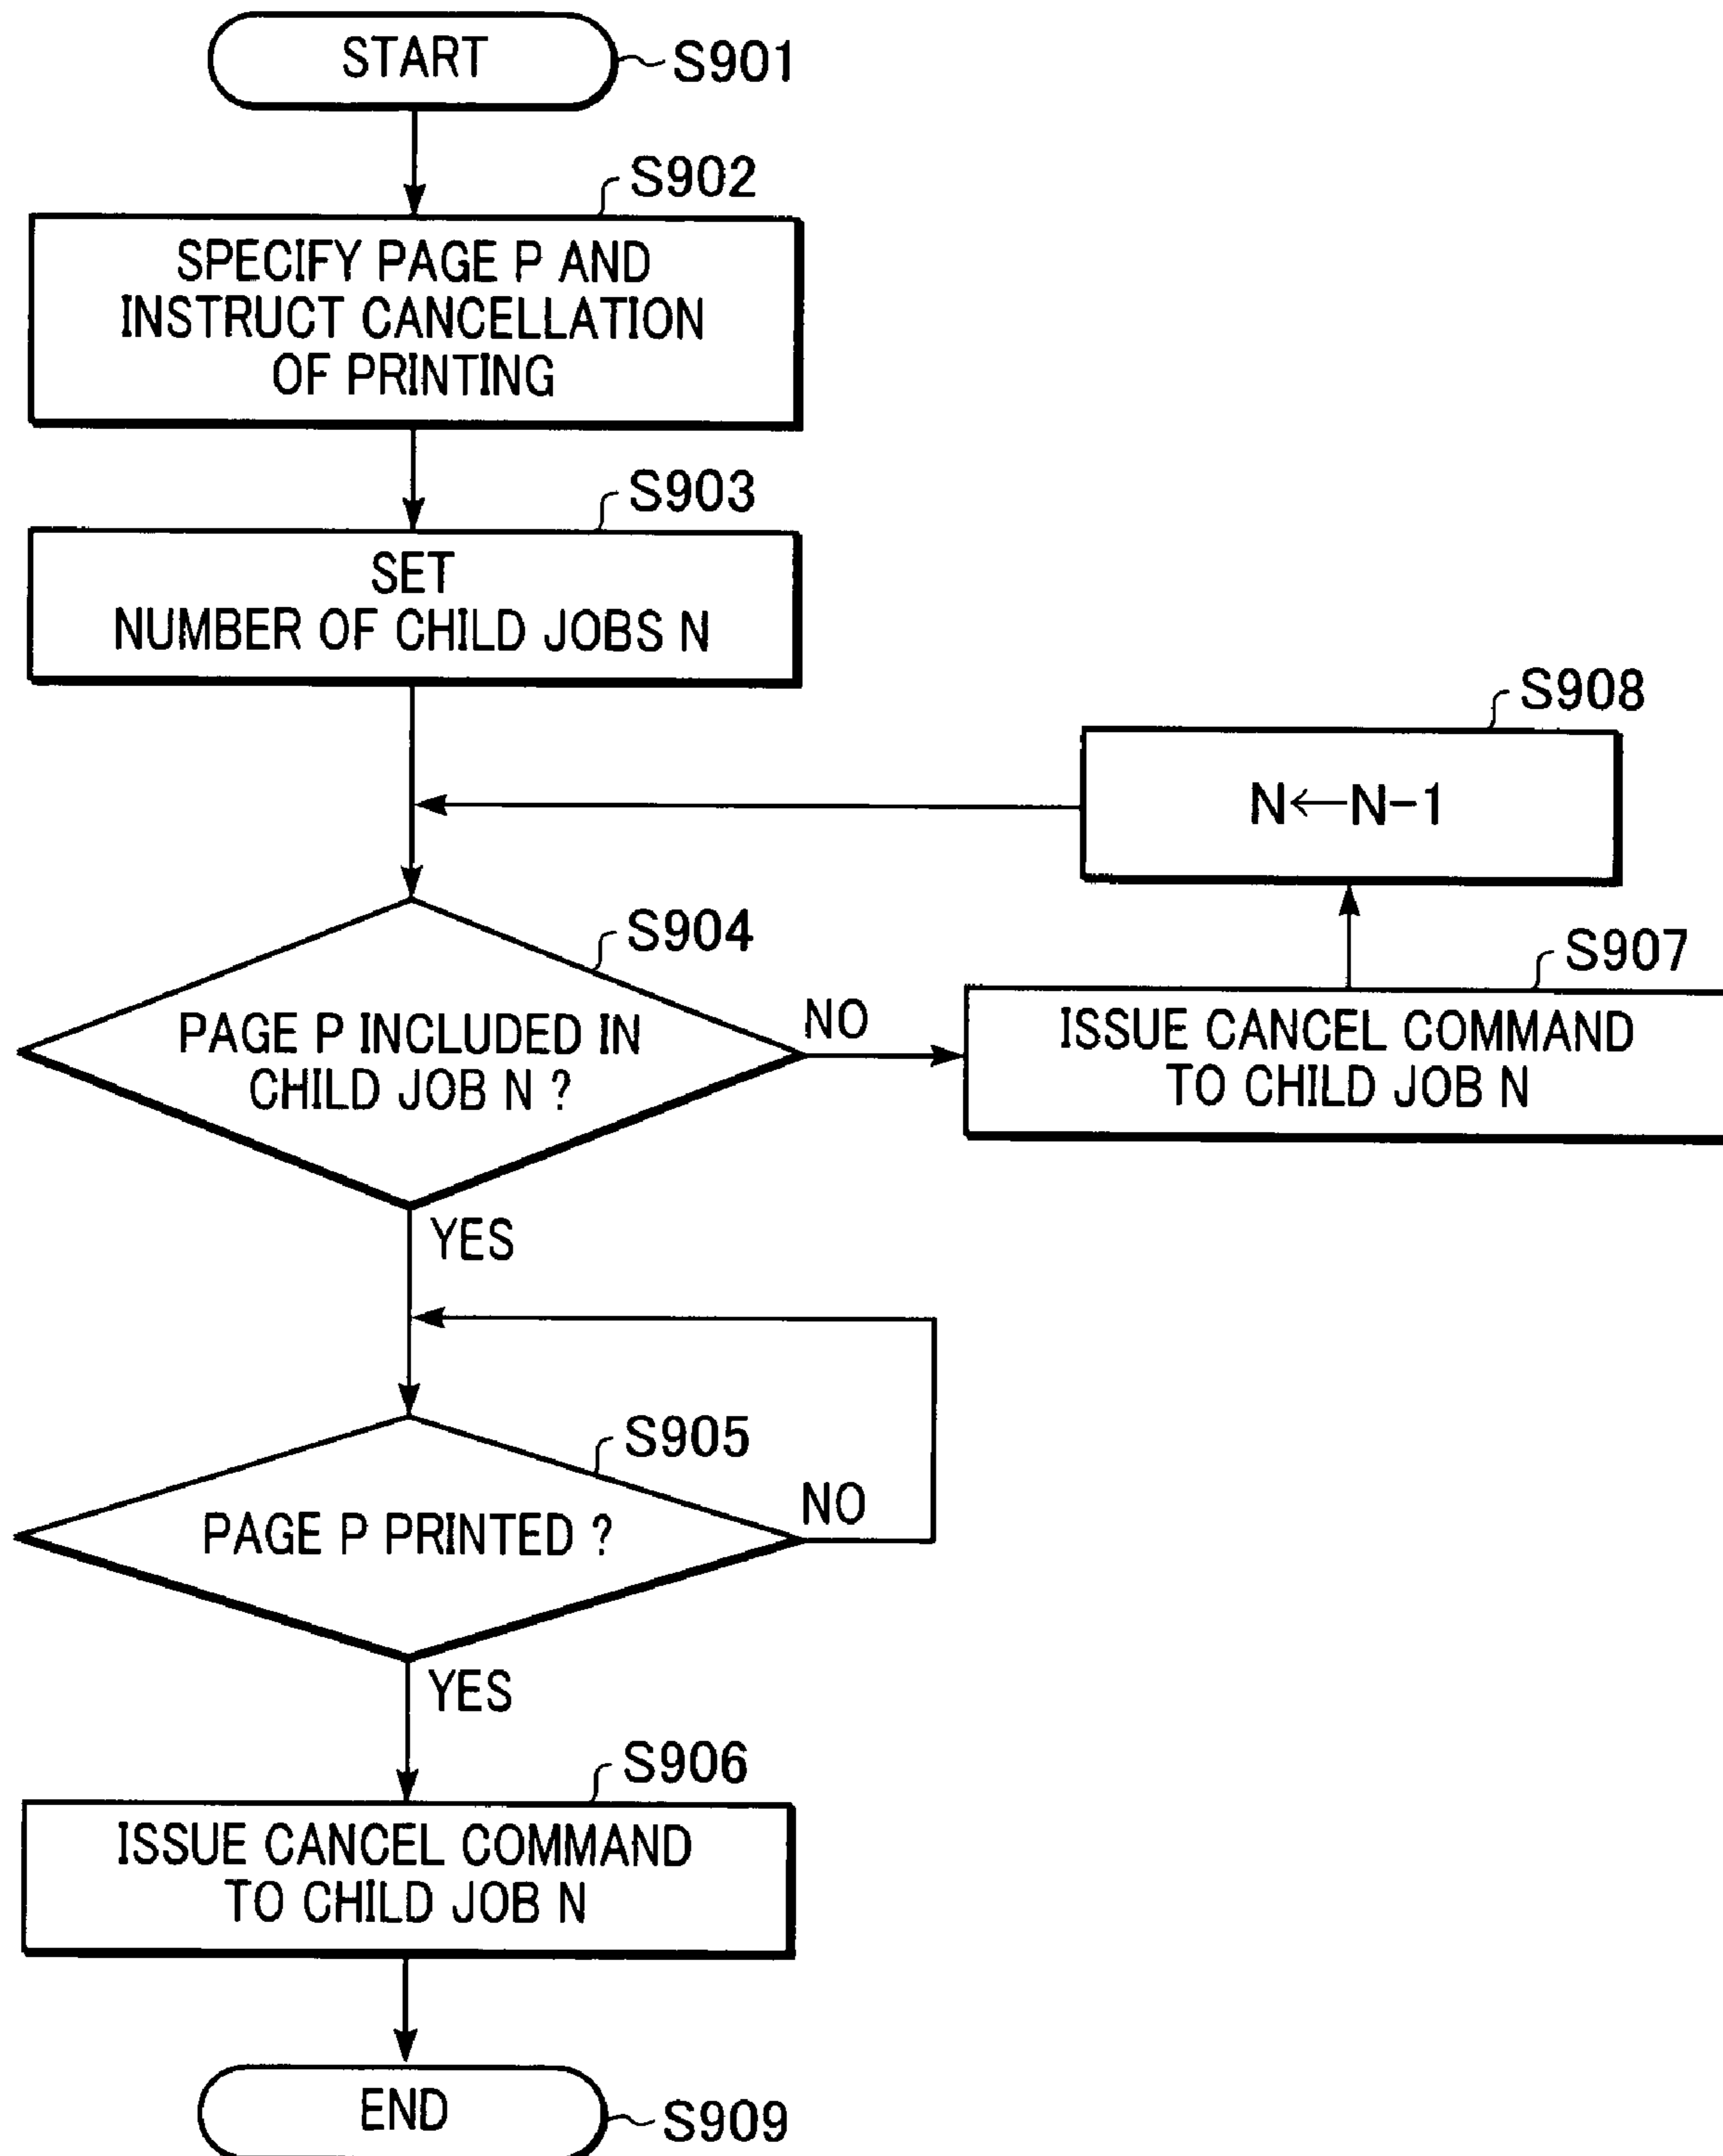 START
S901
S902
SPECIFY PAGE P AND
INSTRUCT CANCELLATION
OF PRINTING
S903
SET
NUMBER OF CHILD JOBS N
S908
N←N-1
S904
PAGE P INCLUDED IN
CHILD JOB N ?
NO
S907
ISSUE CANCEL COMMAND
TO CHILD JOB N
YES
S905
PAGE P PRINTED ?
NO
YES
S906
ISSUE CANCEL COMMAND
TO CHILD JOB N
END
S909